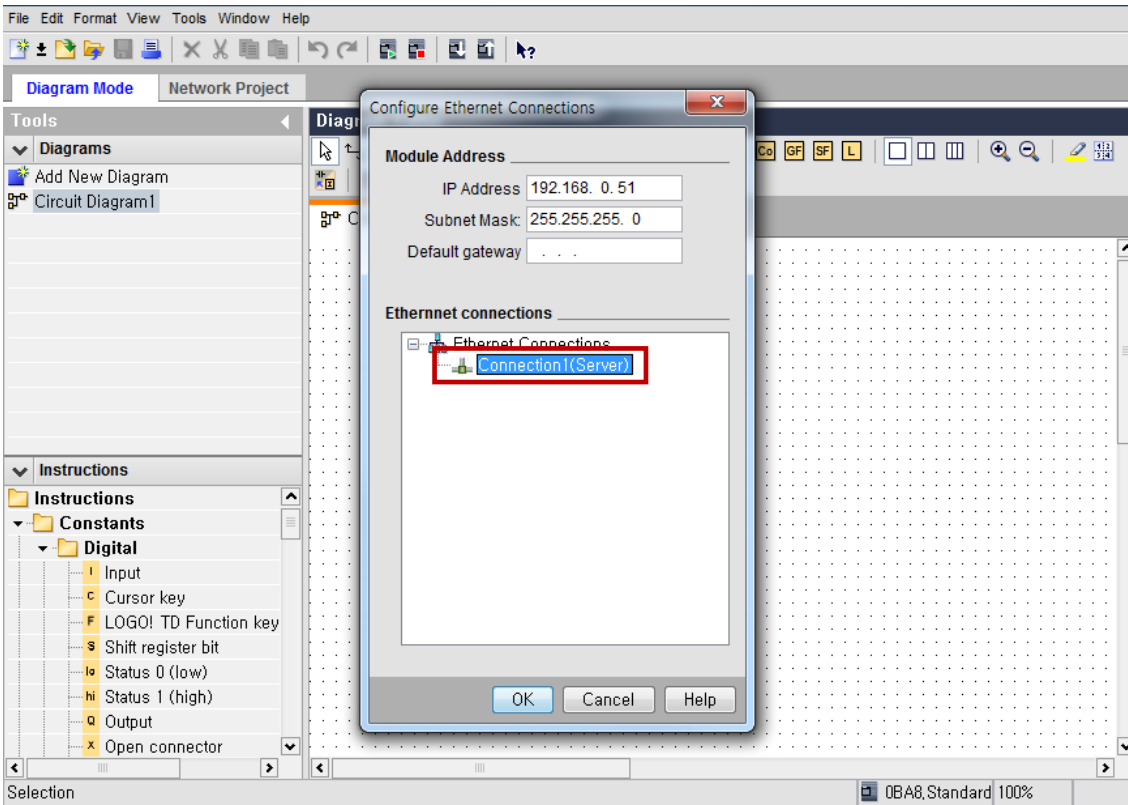 File Edit Format View Tools Window Help
Diagram Mode Network Project
Tools
Diagrams
Add New Diagram
Circuit Diagram1
Instructions
Instructions
Constants
Digital
I Input
C Cursor key
F LOGO! TD Function key
S Shift register bit
lo Status 0 (low)
hi Status 1 (high)
Q Output
X Open connector
Diagr
Co GF SF L
C
Configure Ethernet Connections
Module Address
IP Address 192.168. 0. 51
Subnet Mask: 255.255.255. 0
Default gateway . . .
Ethernnet connections
Ethernet Connections
Connection1(Server)
OK Cancel Help
Selection 0BA8,Standard 100%